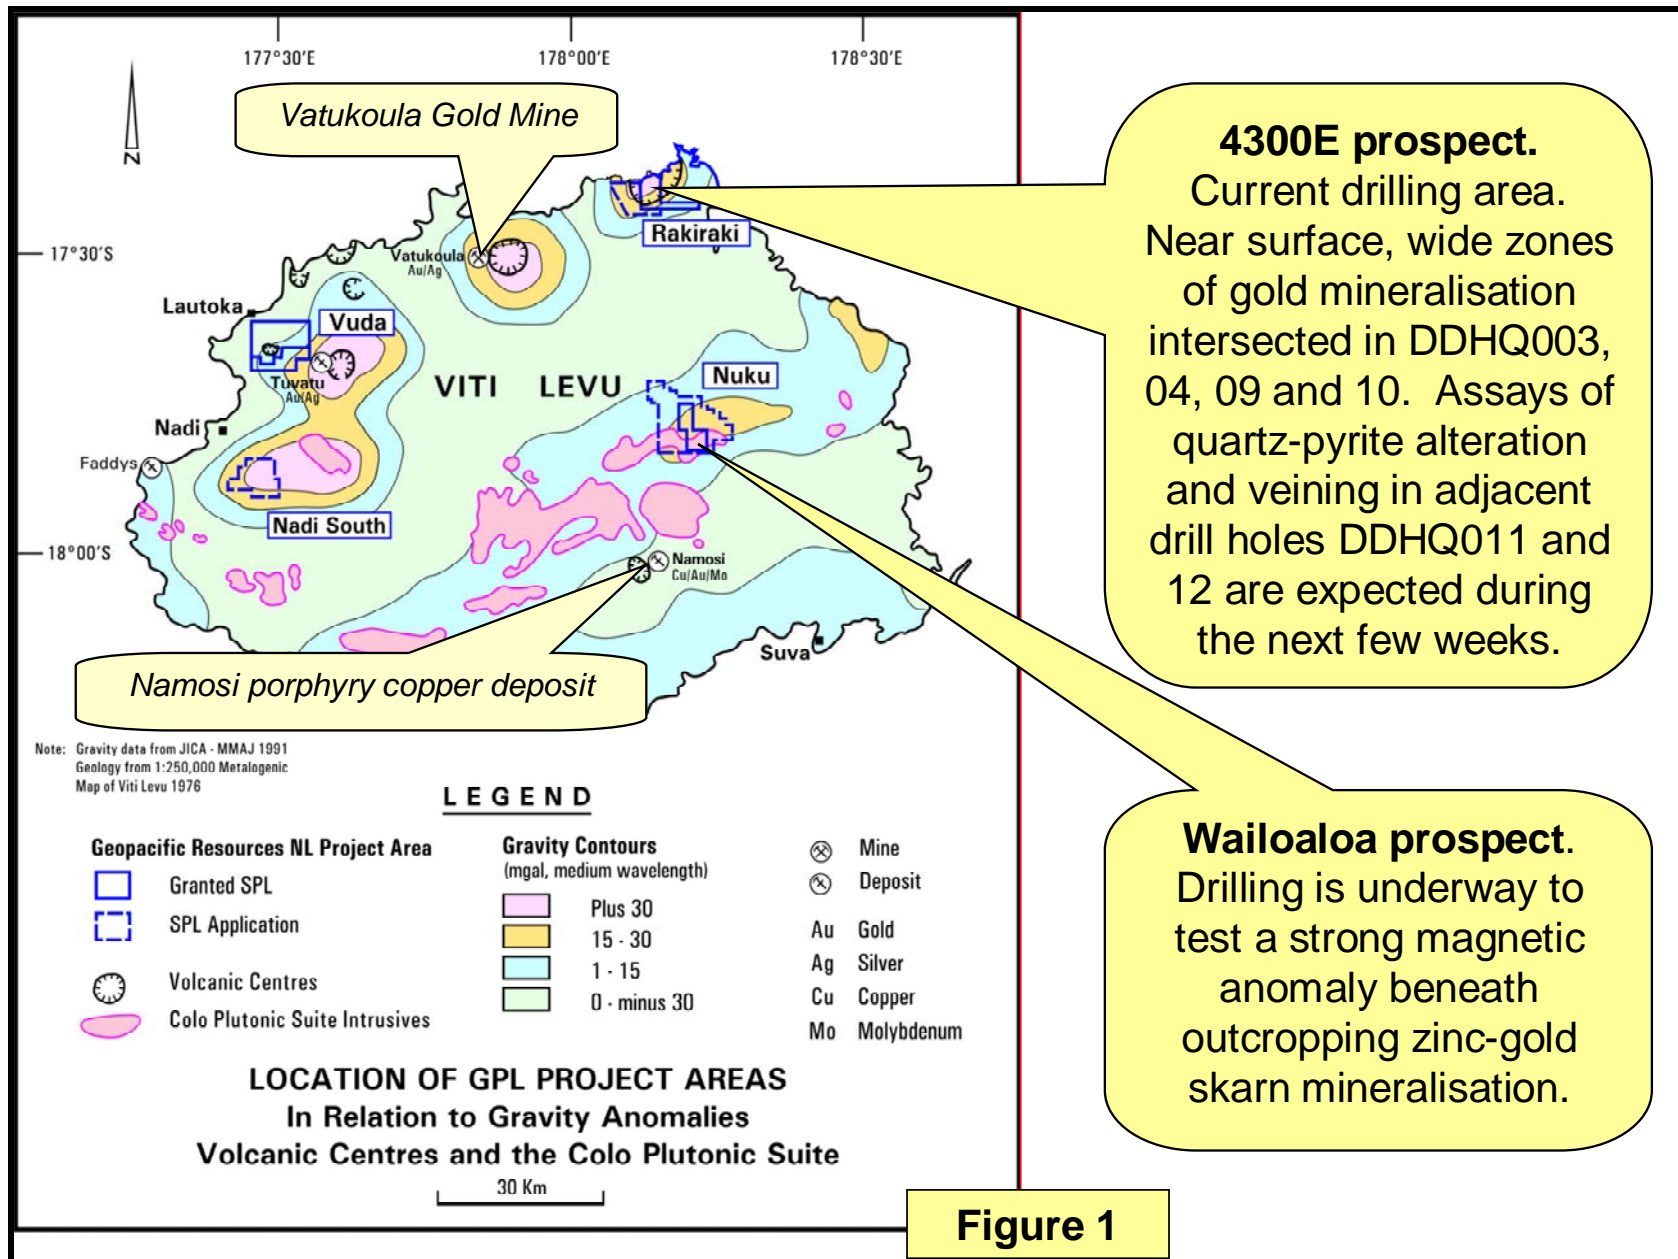 177°30'E
178°00'E
178°30'E
Vatukoula Gold Mine
N
17°30'S
18°00'S
Rakiraki
Vatukoula
Au/Ag
Lautoka
Vuda
Tuvatu
Au/Ag
VITI LEVU
Nuku
Nadi
Faddys
Nadi South
Namosi
Cu/Au/Mo
Suva
Namosi porphyry copper deposit
4300E prospect.
Current drilling area.
Near surface, wide zones
of gold mineralisation
intersected in DDHQ003,
04, 09 and 10. Assays of
quartz-pyrite alteration
and veining in adjacent
drill holes DDHQ011 and
12 are expected during
the next few weeks.
Wailoaloa prospect.
Drilling is underway to
test a strong magnetic
anomaly beneath
outcropping zinc-gold
skarn mineralisation.
Note: Gravity data from JICA - MMAJ 1991
Geology from 1:250,000 Metalogenic
Map of Viti Levu 1976
LEGEND
Geopacific Resources NL Project Area
Granted SPL
SPL Application
Volcanic Centres
Colo Plutonic Suite Intrusives
Gravity Contours
(mgal, medium wavelength)
Plus 30
15 - 30
1 - 15
0 - minus 30
Mine
Deposit
Au Gold
Ag Silver
Cu Copper
Mo Molybdenum
LOCATION OF GPL PROJECT AREAS
In Relation to Gravity Anomalies
Volcanic Centres and the Colo Plutonic Suite
30 Km
Figure 1